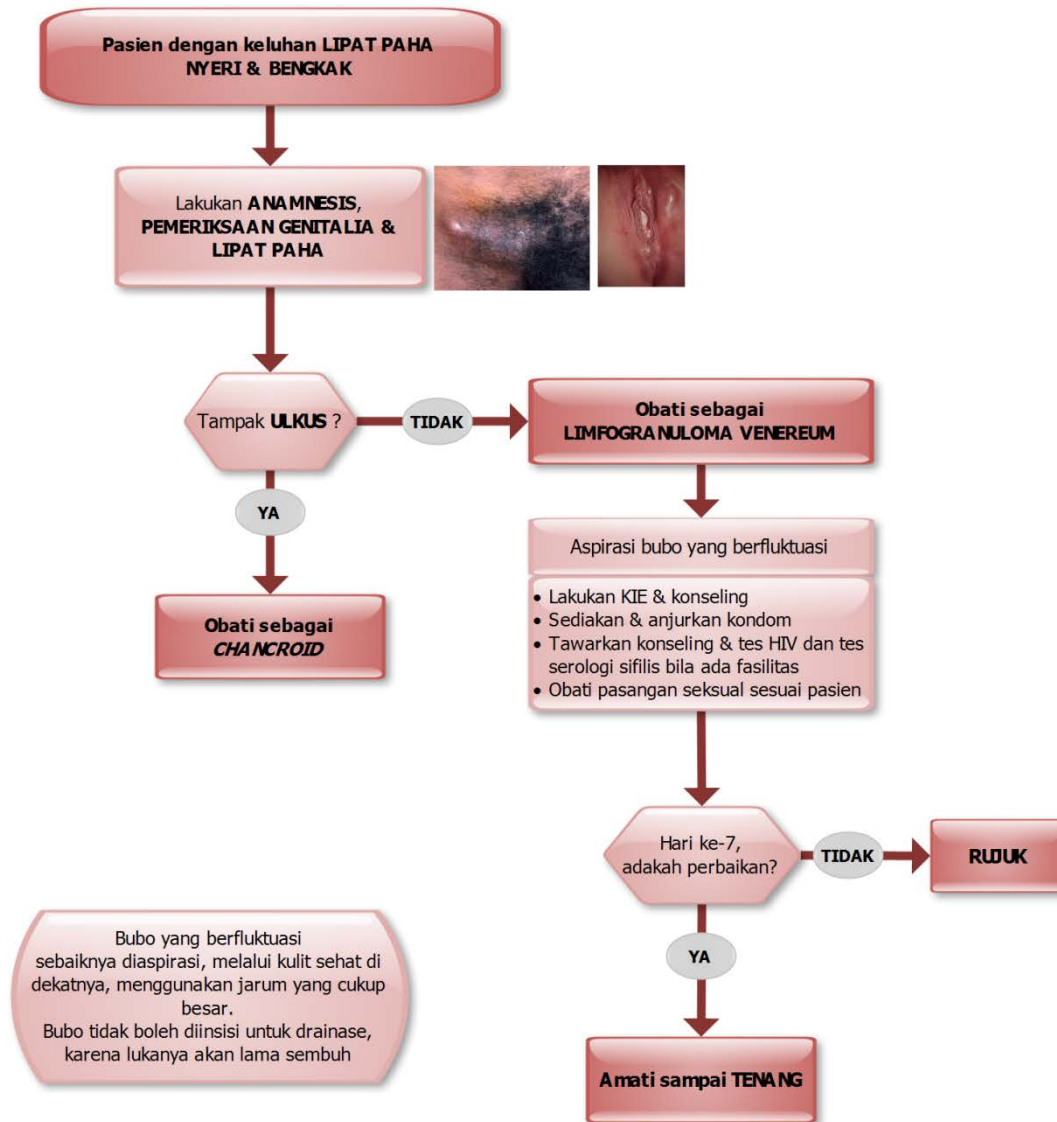 Pasien dengan keluhan LIPAT PAHA
NYERI & BENGKAK
Lakukan ANAMNESIS,
PEMERIKSAAN GENITALIA &
LIPAT PAHA
Tampak ULKUS ?
TIDAK
Obati sebagai
LIMFOGRANULOMA VENEREUM
YA
Obati sebagai
CHANCROID
Aspirasi bubo yang berfluktuasi
• Lakukan KIE & konseling
• Sediakan & anjurkan kondom
• Tawarkan konseling & tes HIV dan tes
serologi sifilis bila ada fasilitas
• Obati pasangan seksual sesuai pasien
Hari ke-7,
adakah perbaikan?
TIDAK
RUJUK
YA
Amati sampai TENANG
Bubo yang berfluktuasi
sebaiknya diaspirasi, melalui kulit sehat di
dekatnya, menggunakan jarum yang cukup
besar.
Bubo tidak boleh diinsisi untuk drainase,
karena lukanya akan lama sembuh